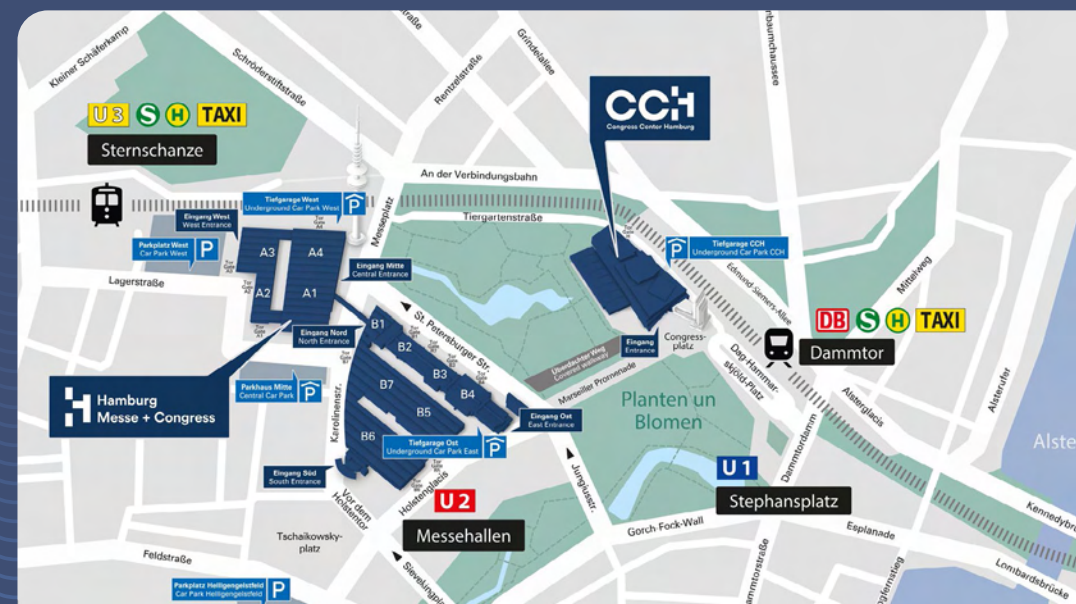 Kleiner Schäferkamp
Schröderstiftstraße
Rentzelstraße
Grindelallee
U3 S H TAXI
Sternschanze
CCH
Congress Center Hamburg
An der Verbindungsbahn
Tiergartenstraße
Tiefgarage West
Underground Car Park West
P
Eingang West
West Entrance
Messeplatz
Parkplatz West
Car Park West
P
A3
A4
A2
A1
Lagerstraße
Eingang Mitte
Central Entrance
P
Tiefgarage CCH
Underground Car Park CCH
Edmund-Siemers-Allee
Mittelweg
Eingang Nord
North Entrance
B1
B2
B3
B4
B7
B5
B6
St. Petersburger Str.
Eingang
Entrance
Congress-
platz
DB S H TAXI
Dammtor
Dag-Hammar-
skjöld-Platz
Überdachter Weg
Covered walkway
Marseiller Promenade
Planten un
Blomen
Alsterglacis
Alsterufer
Hamburg
Messe + Congress
Parkhaus Mitte
Central Car Park
P
Karolinenstr.
Eingang Ost
East Entrance
Tiefgarage Ost
Underground Car Park East
P
Eingang Süd
South Entrance
Vor dem
Holstentor
Holstenglacis
Jungiusstr.
Dammtordamm
U1
Stephansplatz
U2
Messehallen
Gorch-Fock-Wall
Esplanade
Tschaikowsky-
platz
Feldstraße
Parkplatz Heiligengeistfeld
Car Park Heiligengeistfeld
P
Lombardsbrücke